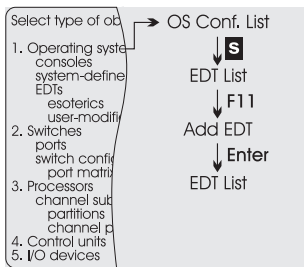 Select type of ob
1. Operating syste
consoles
system-define
EDTs
esoterics
user-modifi
2. Switches
ports
switch config
port matrix
3. Processors
channel sub
partitions
channel p
4. Control units
5. I/O devices
OS Conf. List
S
EDT List
F11
Add EDT
Enter
EDT List